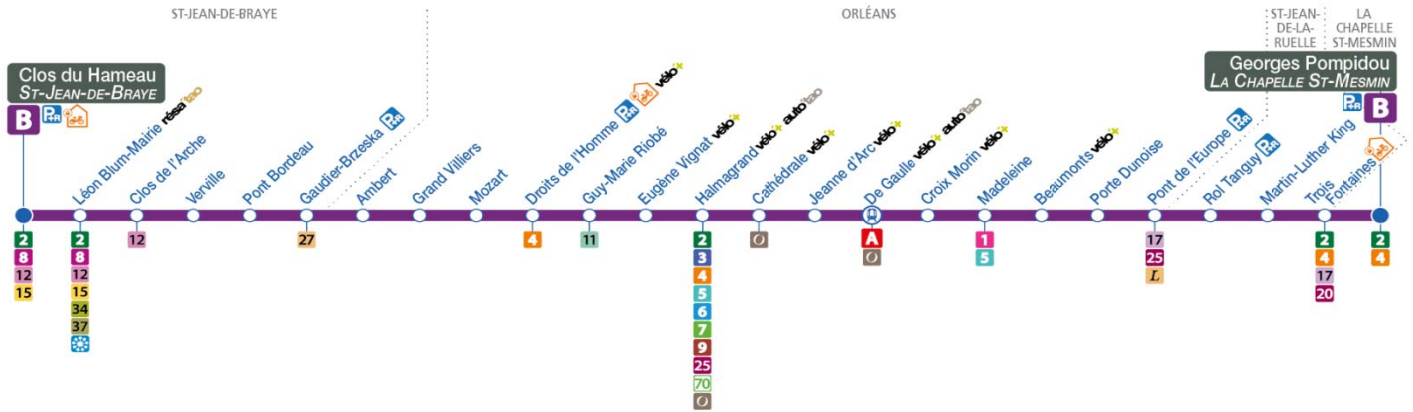 ST-JEAN-DE-BRAYE
ORLÉANS
ST-JEAN-
DE-LA-
RUELLE
LA
CHAPELLE
ST-MESMIN
Clos du Hameau
ST-JEAN-DE-BRAYE
B
P+R
Léon Blum-Mairie résa'tao
Clos de l'Arche
Verville
Pont Bordeau
Gaudier-Brzeska P+R
Ambert
Grand Villiers
Mozart
Droits de l'Homme P+R vélo+
Guy-Marie Riobé
Eugène Vignat vélo+
Halmagrand vélo+ auto'tao
Cathédrale vélo+
Jeanne d'Arc vélo+
De Gaulle vélo+ auto'tao
Croix Morin vélo+
Madeleine
Beaumonts vélo+
Porte Dunoise
Pont de l'Europe P+R
Rol Tanguy P+R
Martin-Luther King
Trois
Fontaines
Georges Pompidou
LA CHAPELLE ST-MESMIN
P+R
B
2
8
12
15
2
8
12
15
34
37
12
27
4
11
2
3
4
5
6
7
9
25
70
O
O
A
O
1
5
17
25
L
2
4
17
20
2
4